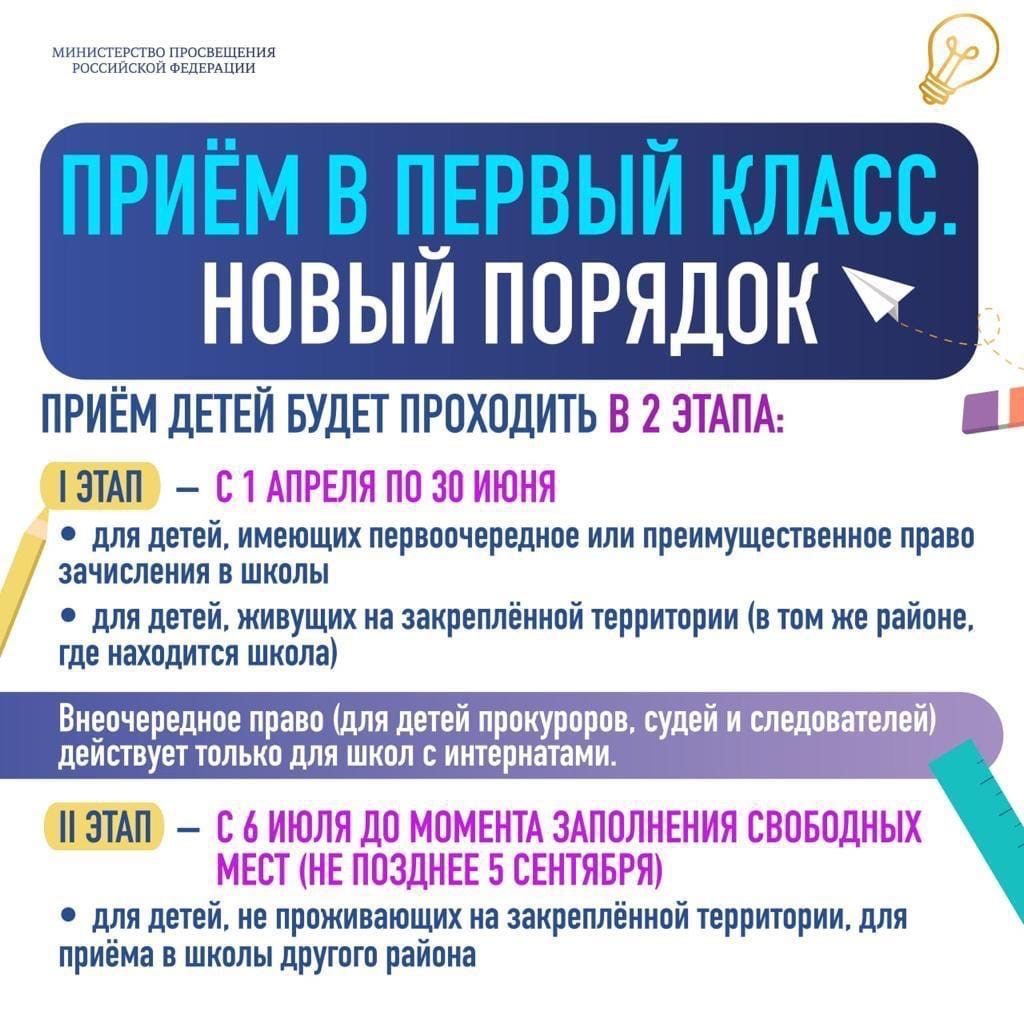 МИНИСТЕРСТВО ПРОСВЕЩЕНИЯ
РОССИЙСКОЙ ФЕДЕРАЦИИ
ПРИЁМ В ПЕРВЫЙ КЛАСС.
НОВЫЙ ПОРЯДОК
ПРИЁМ ДЕТЕЙ БУДЕТ ПРОХОДИТЬ В 2 ЭТАПА:
I ЭТАП – С 1 АПРЕЛЯ ПО 30 ИЮНЯ
• для детей, имеющих первоочередное или преимущественное право
зачисления в школы
• для детей, живущих на закреплённой территории (в том же районе,
где находится школа)
Внеочередное право (для детей прокуроров, судей и следователей)
действует только для школ с интернатами.
II ЭТАП – С 6 ИЮЛЯ ДО МОМЕНТА ЗАПОЛНЕНИЯ СВОБОДНЫХ
МЕСТ (НЕ ПОЗДНЕЕ 5 СЕНТЯБРЯ)
• для детей, не проживающих на закреплённой территории, для
приёма в школы другого района